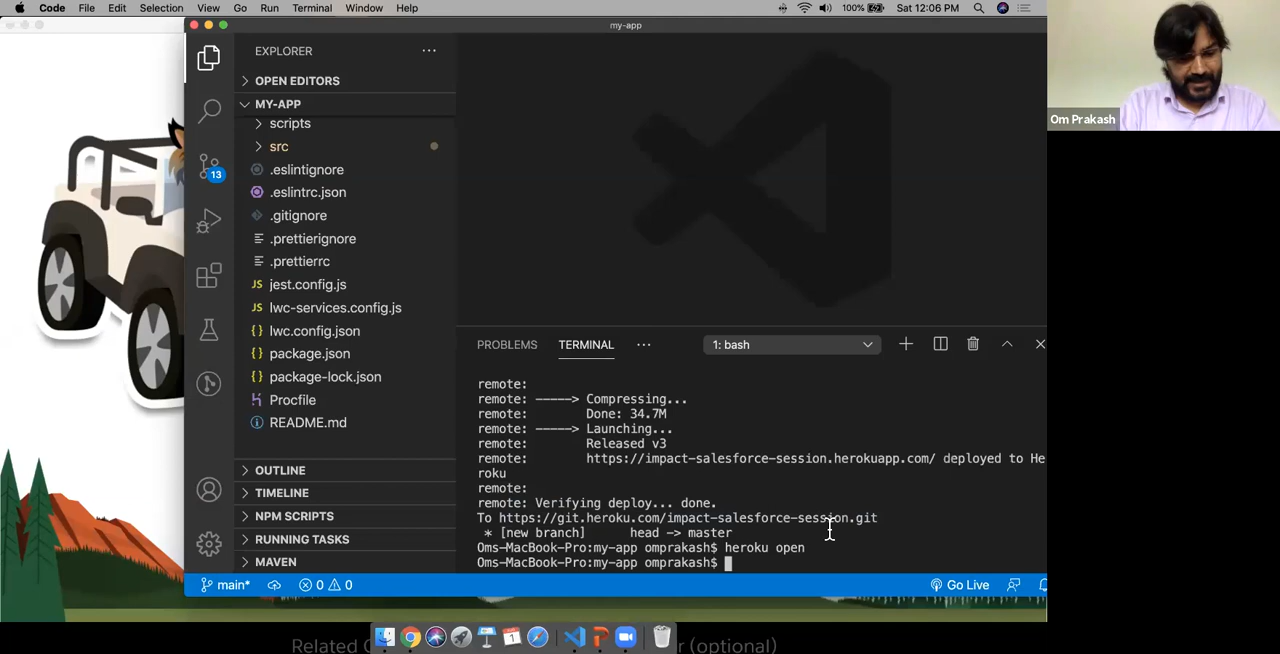 Code File Edit Selection View Go Run Terminal Window Help 100% Sat 12:06 PM
my-app
Om Prakash
EXPLORER
OPEN EDITORS
MY-APP
scripts
src
.eslintignore
.eslintrc.json
.gitignore
.prettierignore
.prettierrc
JS jest.config.js
JS lwc-services.config.js
{} lwc.config.json
{} package.json
{} package-lock.json
Procfile
README.md
OUTLINE
TIMELINE
NPM SCRIPTS
RUNNING TASKS
MAVEN
13
PROBLEMS TERMINAL 1: bash
remote:
remote: -----> Compressing...
remote: Done: 34.7M
remote: -----> Launching...
remote: Released v3
remote: https://impact-salesforce-session.herokuapp.com/ deployed to He
roku
remote:
remote: Verifying deploy... done.
To https://git.heroku.com/impact-salesforce-session.git
* [new branch] head -> master
Oms-MacBook-Pro:my-app omprakash$ heroku open
Oms-MacBook-Pro:my-app omprakash$
main* 0 0 Go Live
1
Related r (optional)